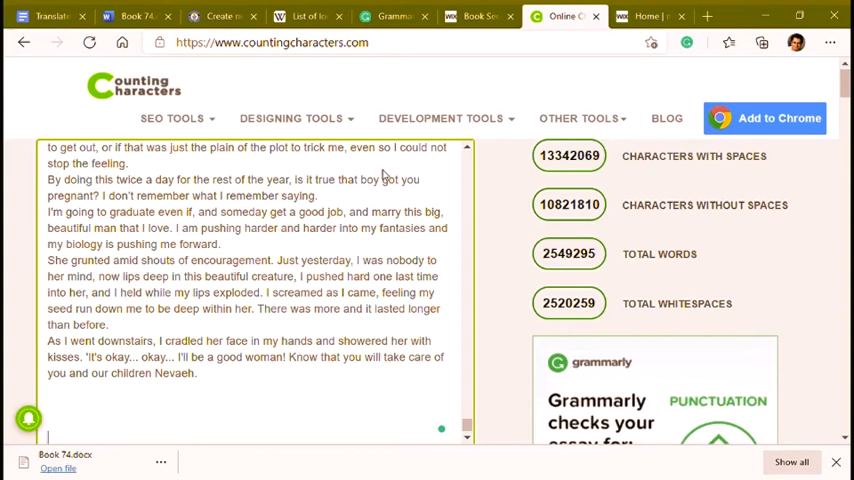 Translate
Book 74.
Create ne
List of lo
Gramma
Book Se
Online C
Home | n
https://www.countingcharacters.com
Counting
Characters
SEO TOOLS
DESIGNING TOOLS
DEVELOPMENT TOOLS
OTHER TOOLS
BLOG
Add to Chrome
to get out, or if that was just the plain of the plot to trick me, even so I could not
stop the feeling.
By doing this twice a day for the rest of the year, is it true that boy got you
pregnant? I don't remember what I remember saying.
I'm going to graduate even if, and someday get a good job, and marry this big,
beautiful man that I love. I am pushing harder and harder into my fantasies and
my biology is pushing me forward.
She grunted amid shouts of encouragement. Just yesterday, I was nobody to
her mind, now lips deep in this beautiful creature, I pushed hard one last time
into her, and I held while my lips exploded. I screamed as I came, feeling my
seed run down me to be deep within her. There was more and it lasted longer
than before.
As I went downstairs, I cradled her face in my hands and showered her with
kisses. 'It's okay... okay... I'll be a good woman! Know that you will take care of
you and our children Nevaeh.
13342069 CHARACTERS WITH SPACES
10821810 CHARACTERS WITHOUT SPACES
2549295 TOTAL WORDS
2520259 TOTAL WHITESPACES
grammarly
Grammarly
checks your
essay for:
PUNCTUATION
Book 74.docx
Open file
Show all